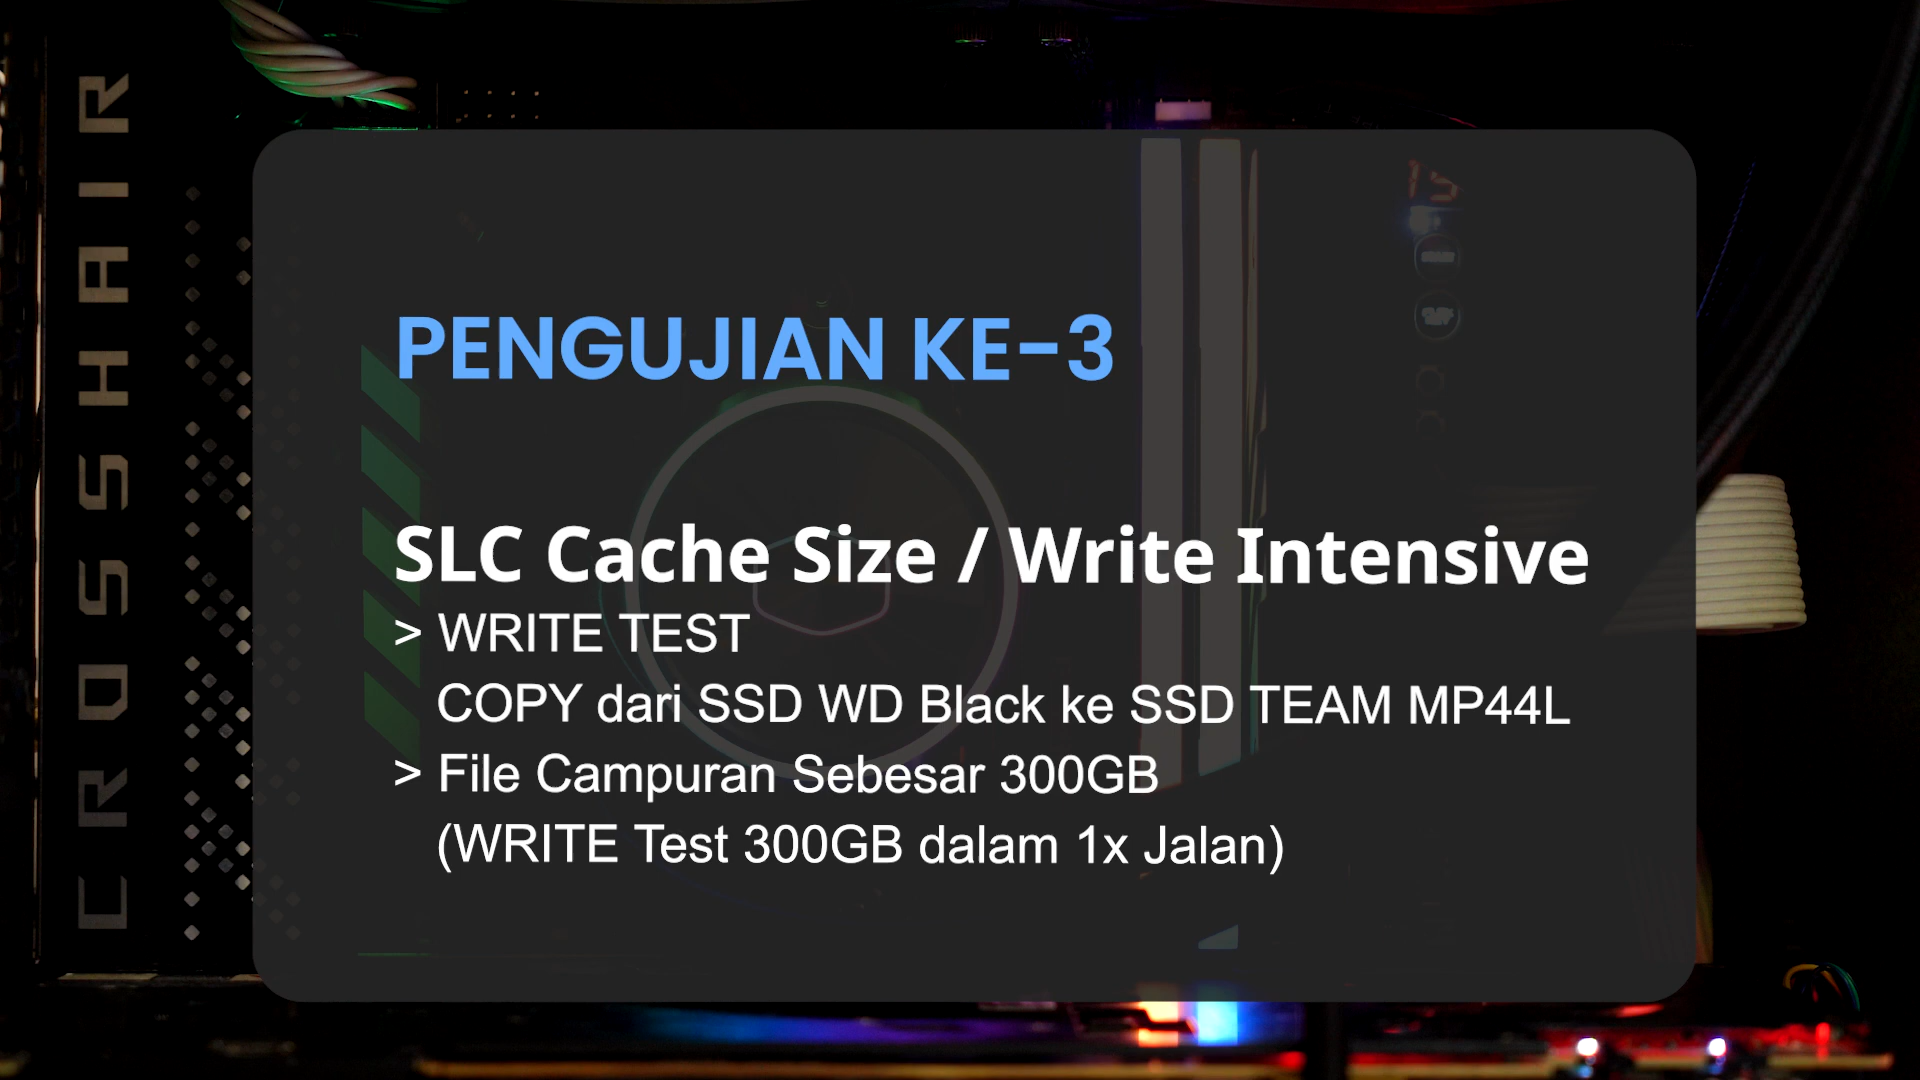 CROSSHAIR
PENGUJIAN KE-3
SLC Cache Size / Write Intensive
> WRITE TEST
COPY dari SSD WD Black ke SSD TEAM MP44L
> File Campuran Sebesar 300GB
(WRITE Test 300GB dalam 1x Jalan)